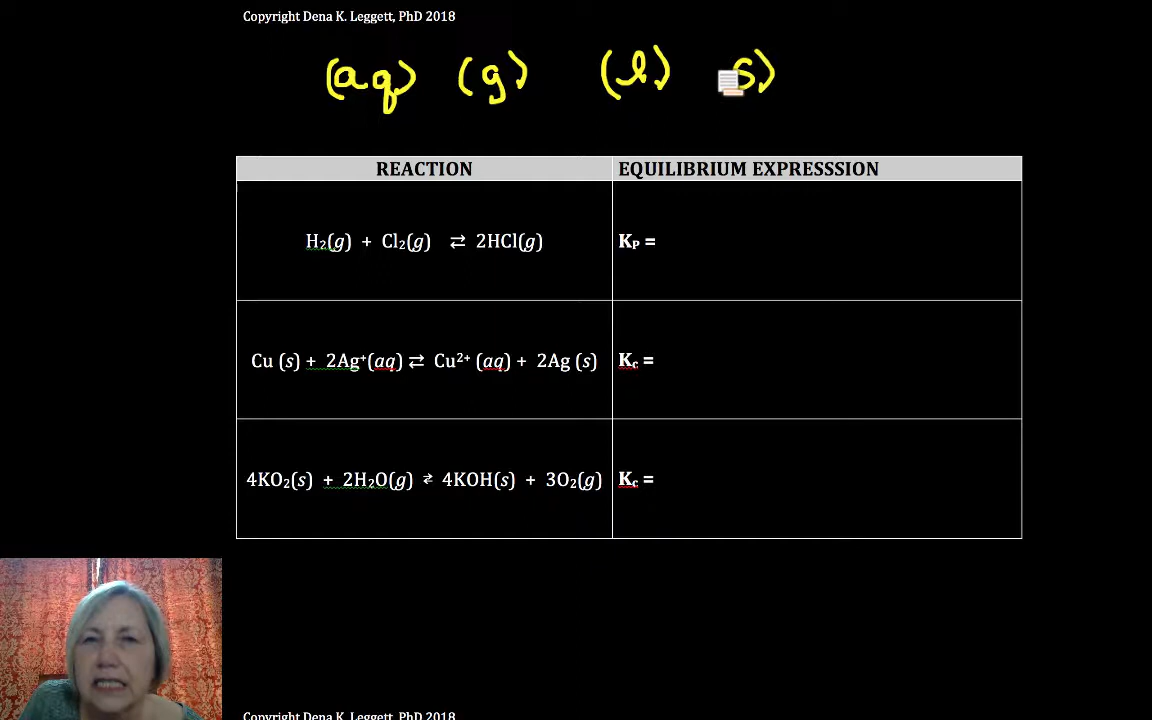 Copyright Dena K. Leggett, PhD 2018
(aq) (g) (l) s)
REACTION EQUILIBRIUM EXPRESSSION
H₂(g) + Cl₂(g) ⇄ 2HCl(g) Kₚ =
Cu (s) + 2Ag⁺(aq) ⇄ Cu²⁺ (aq) + 2Ag (s) K꜀ =
4KO₂(s) + 2H₂O(g) ⇄ 4KOH(s) + 3O₂(g) K꜀ =
Copyright Dena K. Leggett, PhD 2018